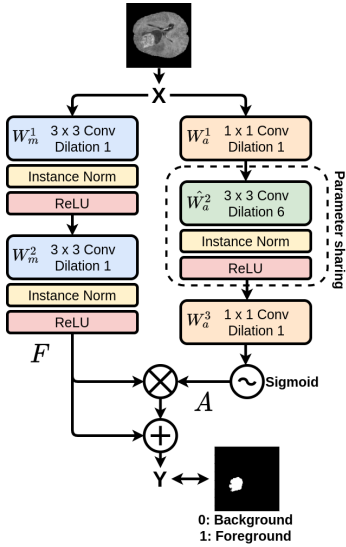 X
W_m^1 3 x 3 Conv
Dilation 1
Instance Norm
ReLU
W_m^2 3 x 3 Conv
Dilation 1
Instance Norm
ReLU
F
W_a^1 1 x 1 Conv
Dilation 1
Ŵ_a^2 3 x 3 Conv
Dilation 6
Instance Norm
ReLU
Parameter sharing
W_a^3 1 x 1 Conv
Dilation 1
Sigmoid
A
Y
0: Background
1: Foreground